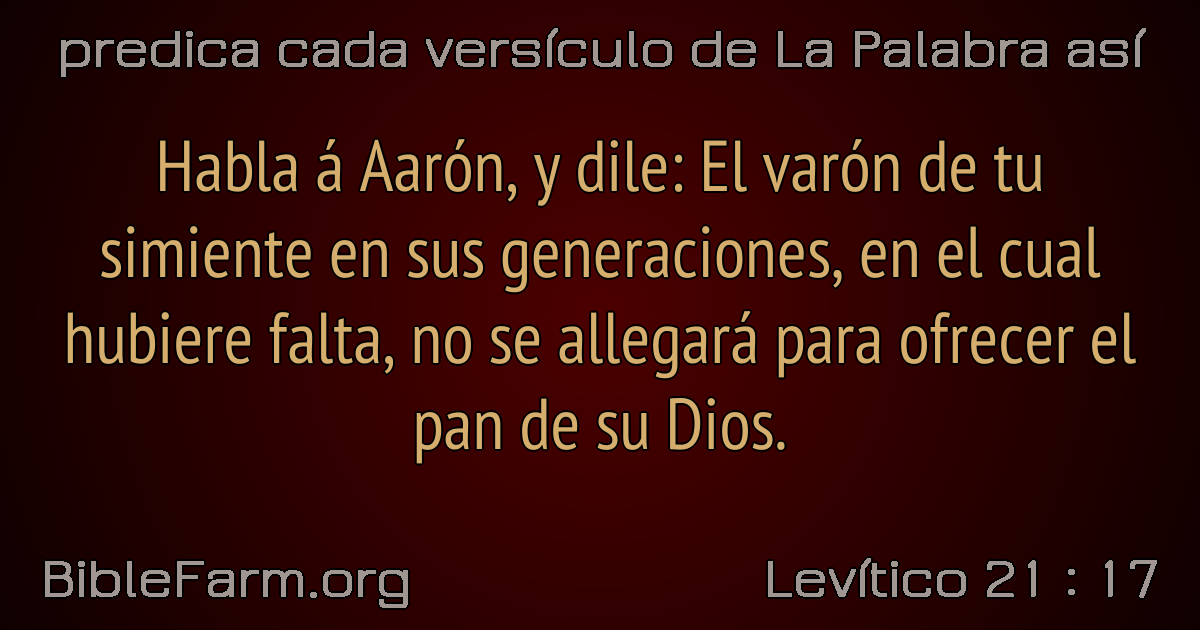 predica cada versículo de La Palabra así
Habla á Aarón, y dile: El varón de tu
simiente en sus generaciones, en el cual
hubiere falta, no se allegará para ofrecer el
pan de su Dios.
BibleFarm.org
Levítico 21 : 17